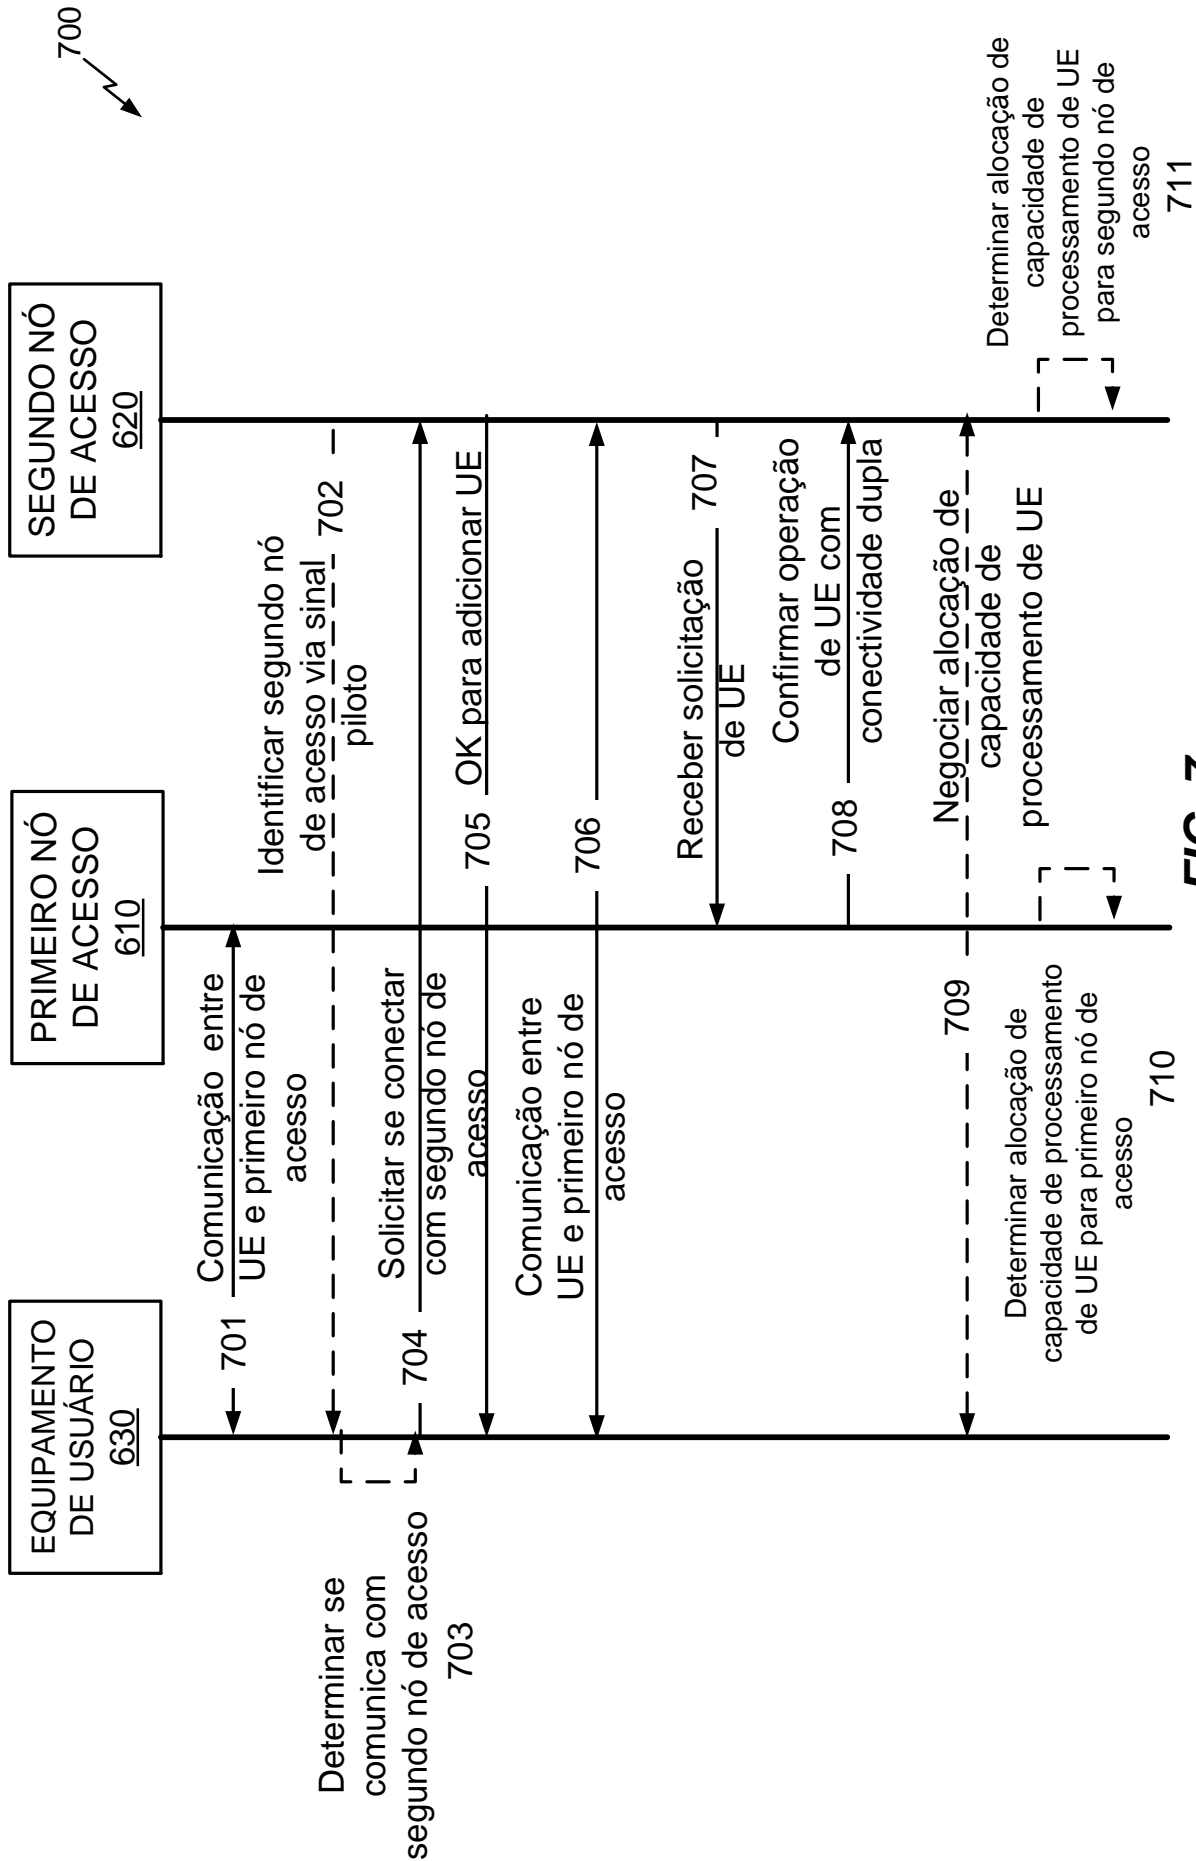 700
EQUIPAMENTO
DE USUÁRIO
630
PRIMEIRO NÓ
DE ACESSO
610
SEGUNDO NÓ
DE ACESSO
620
701
Comunicação entre
UE e primeiro nó de
acesso
Identificar segundo nó
de acesso via sinal
piloto
702
Determinar se
comunica com
segundo nó de acesso
703
704
Solicitar se conectar
com segundo nó de
acesso
705
OK para adicionar UE
Comunicação entre
UE e primeiro nó de
acesso
706
Receber solicitação
de UE
707
708
Confirmar operação
de UE com
conectividade dupla
709
Negociar alocação de
capacidade de
processamento de UE
Determinar alocação de
capacidade de processamento
de UE para primeiro nó de
acesso
710
Determinar alocação de
capacidade de
processamento de UE
para segundo nó de
acesso
711
FIG. 7